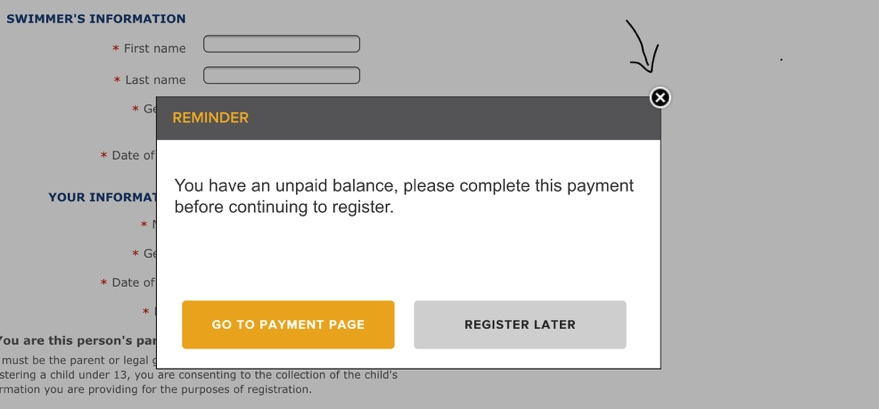 SWIMMER'S INFORMATION
* First name
* Last name
REMINDER
* Date of
You have an unpaid balance, please complete this payment
before continuing to register.
YOUR INFORMAT
* Date of
GO TO PAYMENT PAGE
REGISTER LATER
You are this person's par
must be the parent or legal g
stering a child under 13, you are consenting to the collection of the child's
rmation you are providing for the purposes of registration.